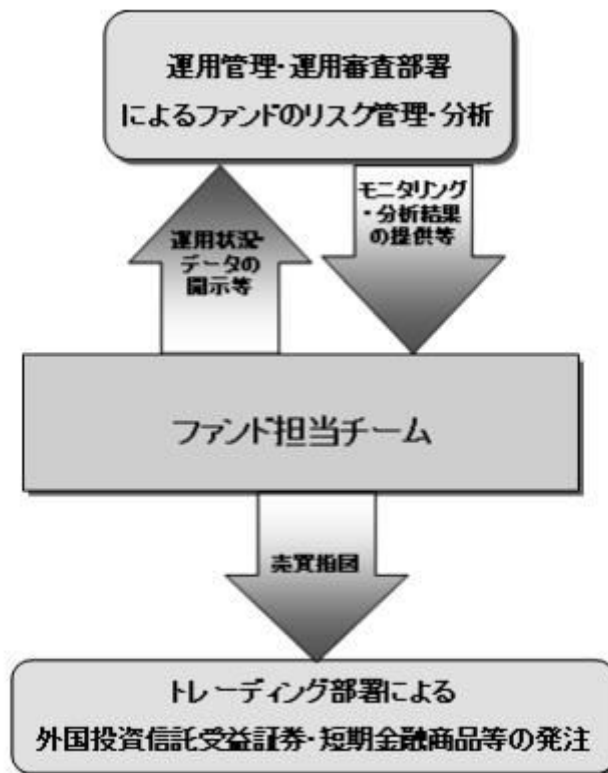 運用管理・運用審査部署
によるファンドのリスク管理・分析
運用状況・
データの
開示等
モニタリング
・分析結果
の提供等
ファンド担当チーム
売買指図
トレーディング部署による
外国投資信託受益証券・短期金融商品等の発注